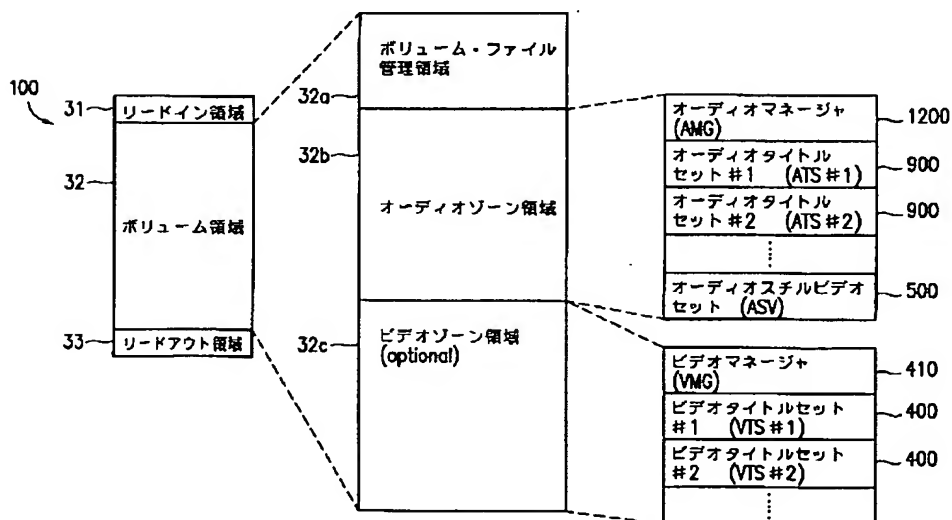 100
31
リードイン領域
32
ボリューム領域
33
リードアウト領域
32a
ボリューム・ファイル
管理領域
32b
オーディオゾーン領域
32c
ビデオゾーン領域
(optional)
オーディオマネージャ
(AMG)
1200
オーディオタイトル
セット#1 (ATS #1)
900
オーディオタイトル
セット#2 (ATS #2)
900
オーディオスチルビデオ
セット (ASV)
500
ビデオマネージャ
(VMG)
410
ビデオタイトルセット
#1 (VTS #1)
400
ビデオタイトルセット
#2 (VTS #2)
400